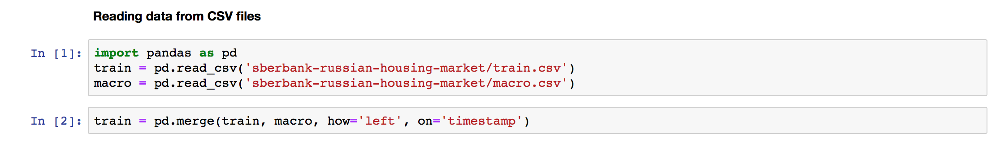 Reading data from CSV files
In [1]: import pandas as pd
train = pd.read_csv('sberbank-russian-housing-market/train.csv')
macro = pd.read_csv('sberbank-russian-housing-market/macro.csv')
In [2]: train = pd.merge(train, macro, how='left', on='timestamp')